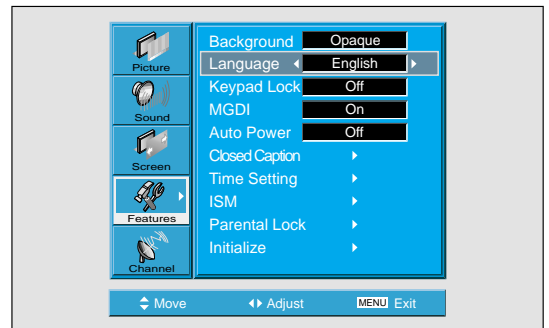 Picture
Sound
Screen
Features
Channel
Background Opaque
Language English
Keypad Lock Off
MGDI On
Auto Power Off
Closed Caption
Time Setting
ISM
Parental Lock
Initialize
Move Adjust MENU Exit